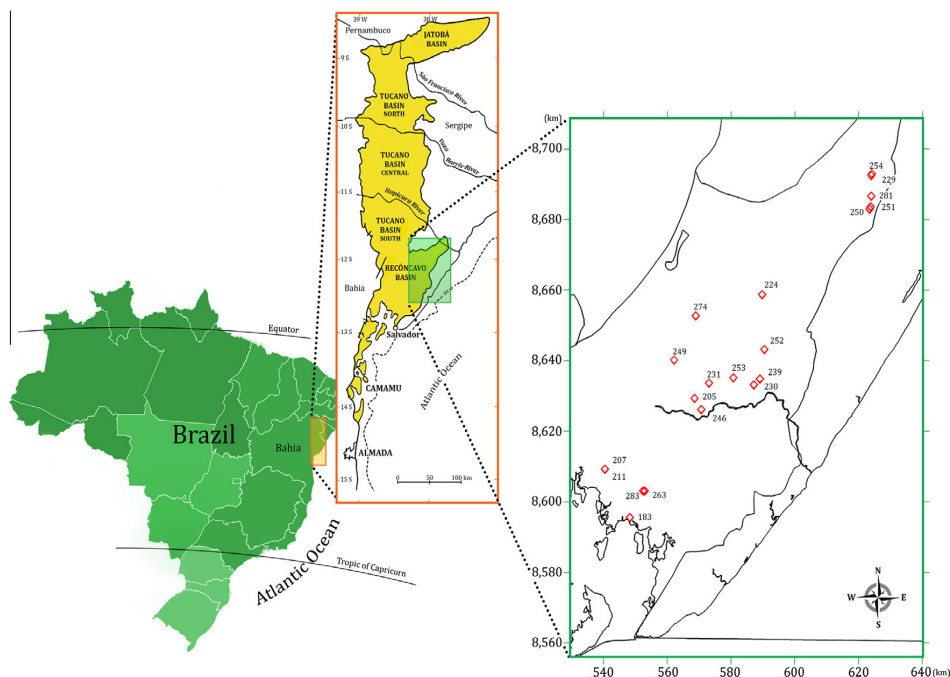 Equator
Brazil
Bahia
Atlantic Ocean
Tropic of Capricorn
39 W
38 W
Pernambuco
JATOBÁ
BASIN
9 S
São Francisco River
TUCANO
BASIN
NORTH
Sergipe
10 S
Vaza
Barris-River
TUCANO
BASIN
CENTRAL
11 S
Itapicuru River
TUCANO
BASIN
SOUTH
12 S
RECÔNCAVO
BASIN
Bahia
13 S
Salvador
Atlantic Ocean
CAMAMU
14 S
ALMADA
0 50 100 km
15 S
(km)
8,700
8,680
8,660
8,640
8,620
8,600
8,580
8,560
254
229
281
251
250
224
274
252
249
231
253
239
230
205
246
207
211
283
263
183
N
W
E
S
540
560
580
600
620
640
(km)